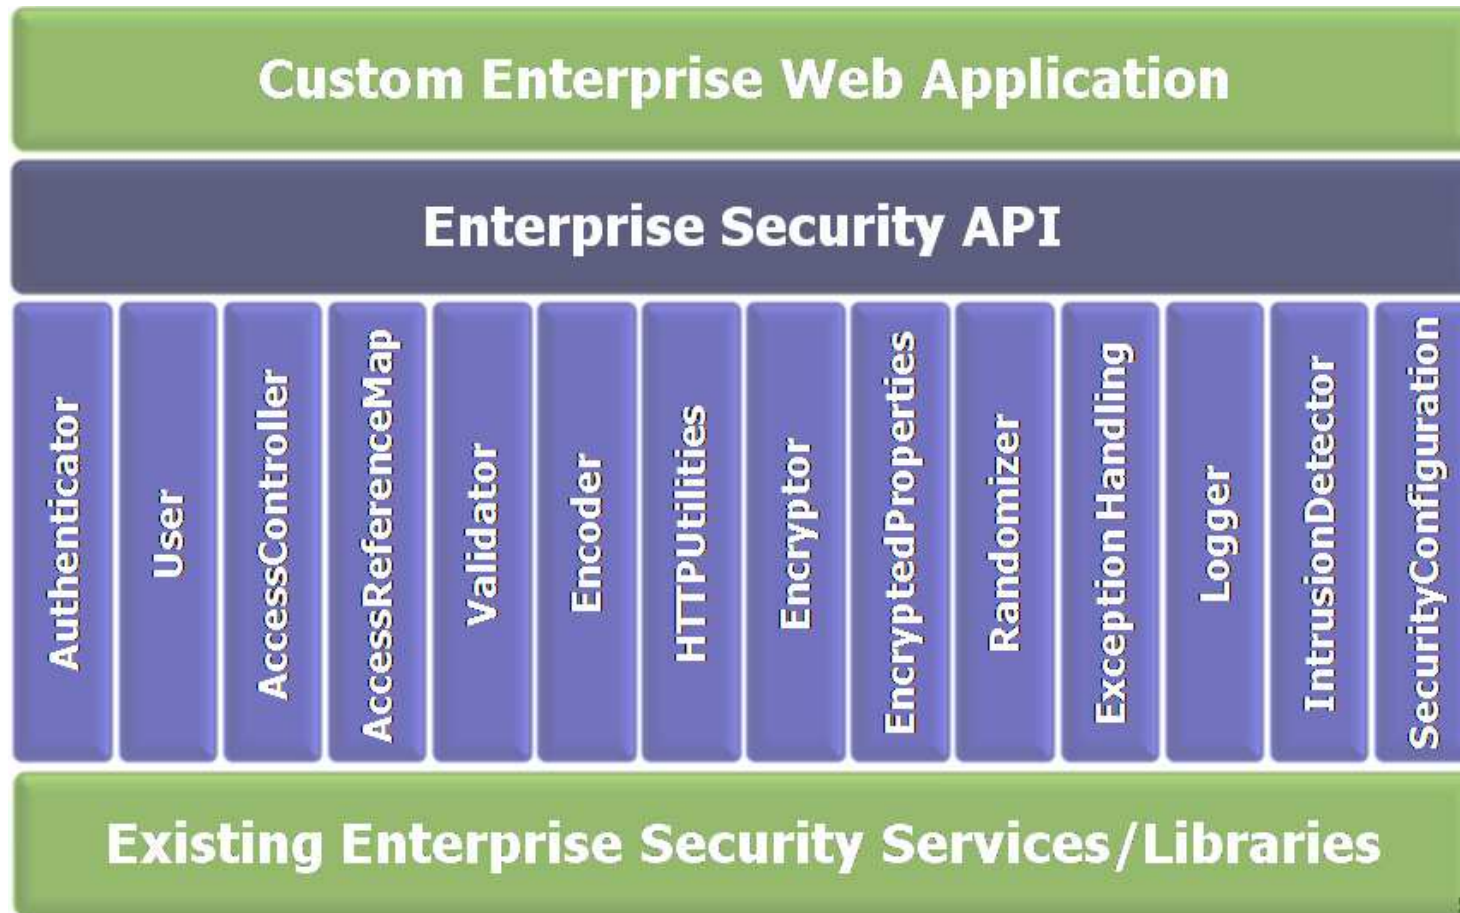 Custom Enterprise Web Application
Enterprise Security API
Authenticator
User
AccessController
AccessReferenceMap
Validator
Encoder
HTTPUtilities
Encryptor
EncryptedProperties
Randomizer
Exception Handling
Logger
IntrusionDetector
SecurityConfiguration
Existing Enterprise Security Services/Libraries